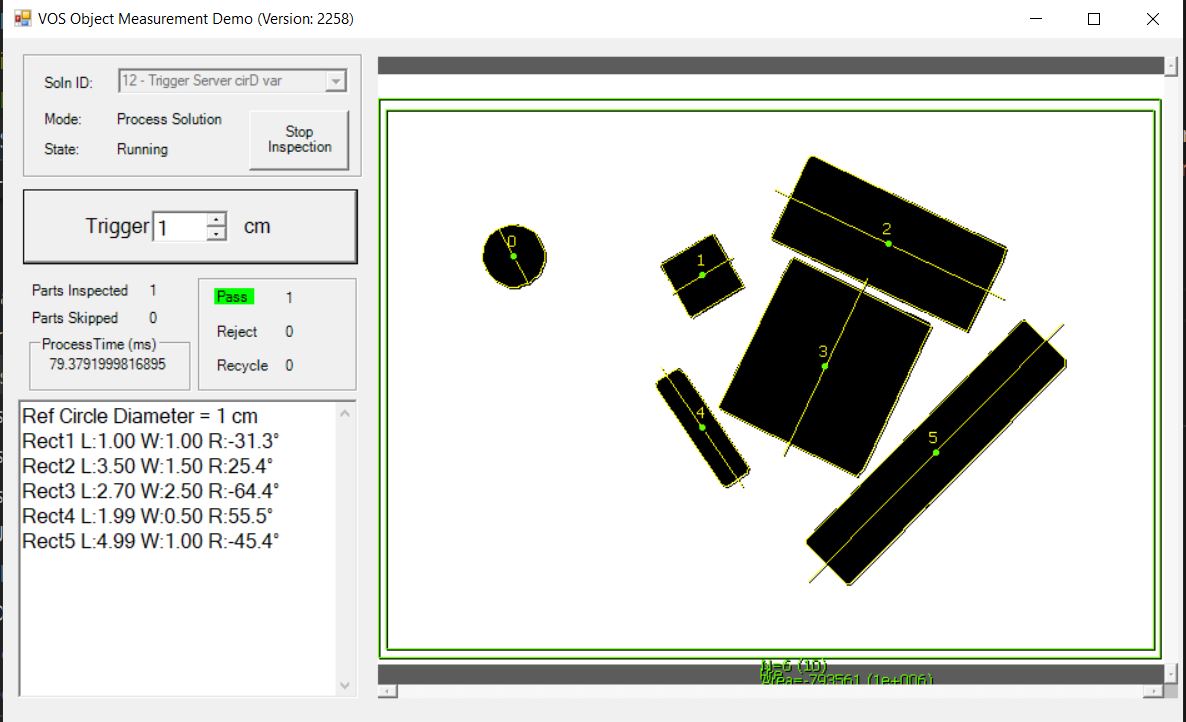 VOS Object Measurement Demo (Version: 2258)
Soln ID: 12 - Trigger Server cirD var
Mode: Process Solution
State: Running
Stop
Inspection
Trigger 1 cm
Parts Inspected 1
Parts Skipped 0
ProcessTime (ms)
79.3791999816895
Pass 1
Reject 0
Recycle 0
Ref Circle Diameter = 1 cm
Rect1 L:1.00 W:1.00 R:-31.3°
Rect2 L:3.50 W:1.50 R:25.4°
Rect3 L:2.70 W:2.50 R:-64.4°
Rect4 L:1.99 W:0.50 R:55.5°
Rect5 L:4.99 W:1.00 R:-45.4°
0
1
2
3
4
5
(10)
Area=-793561 (1e+006)